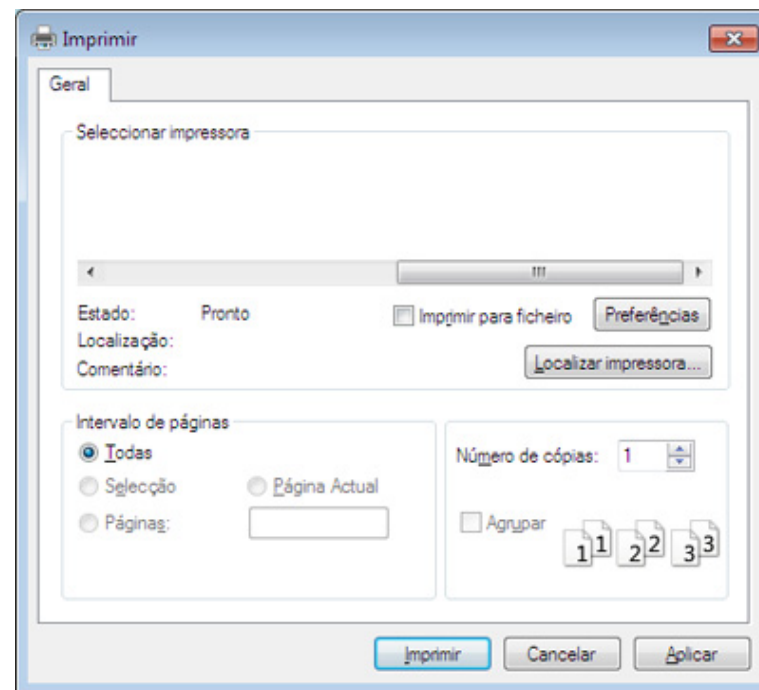 Imprimir
Geral
Seleccionar impressora
Estado: Pronto
Imprimir para ficheiro
Preferências
Localização:
Comentário:
Localizar impressora...
Intervalo de páginas
Todas
Selecção
Página Actual
Páginas:
Número de cópias: 1
Agrupar
1 1 2 2 3 3
Imprimir
Cancelar
Aplicar